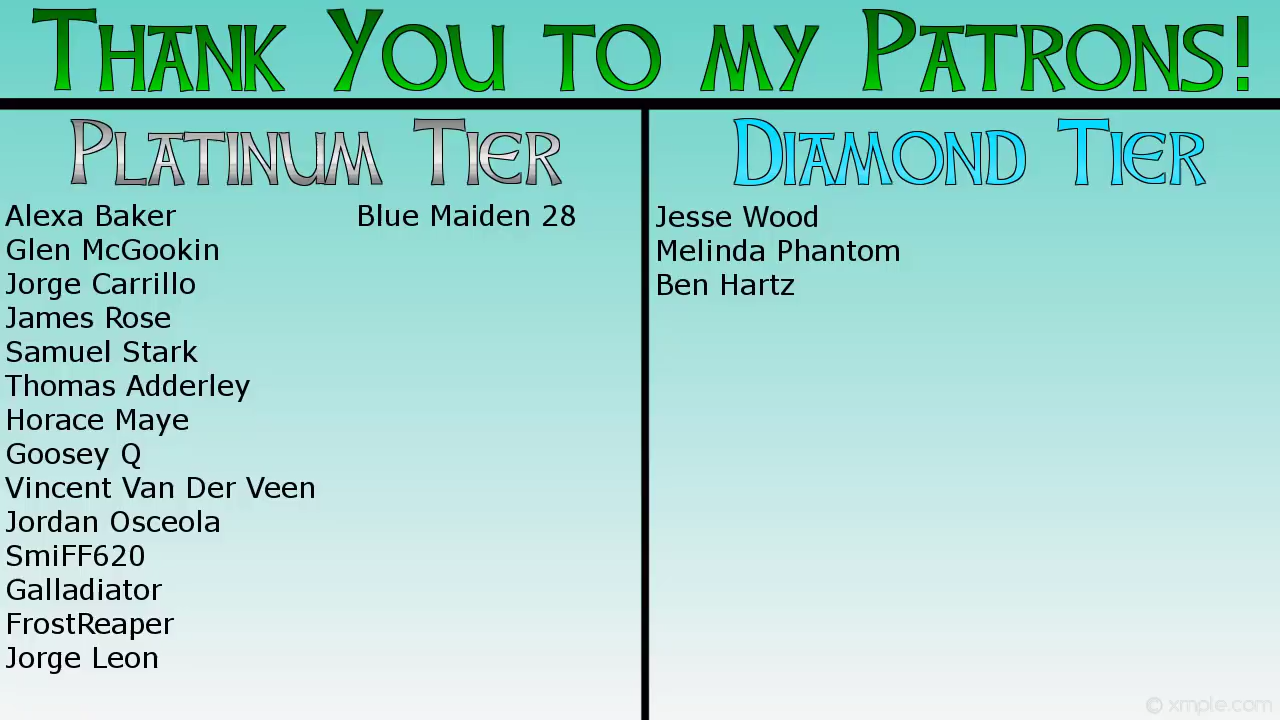 Thank You to my Patrons!
Platinum Tier
Alexa Baker
Glen McGookin
Jorge Carrillo
James Rose
Samuel Stark
Thomas Adderley
Horace Maye
Goosey Q
Vincent Van Der Veen
Jordan Osceola
SmiFF620
Galladiator
FrostReaper
Jorge Leon
Blue Maiden 28
Diamond Tier
Jesse Wood
Melinda Phantom
Ben Hartz
© xmple.com